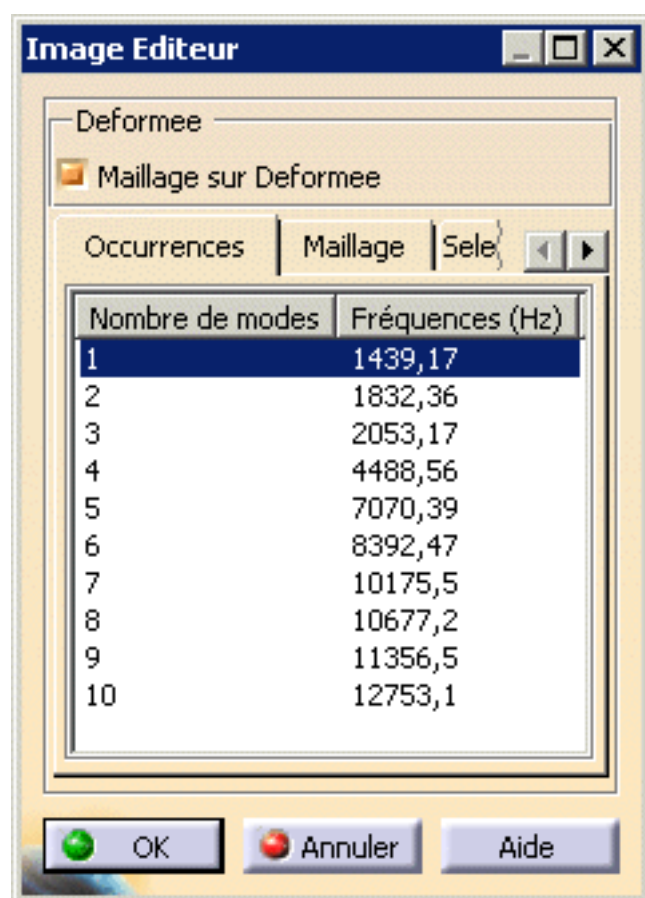 Image Editeur
Deformee
Maillage sur Deformee
Occurrences Maillage Sele
Nombre de modes Fréquences (Hz)
1 1439,17
2 1832,36
3 2053,17
4 4488,56
5 7070,39
6 8392,47
7 10175,5
8 10677,2
9 11356,5
10 12753,1
OK Annuler Aide